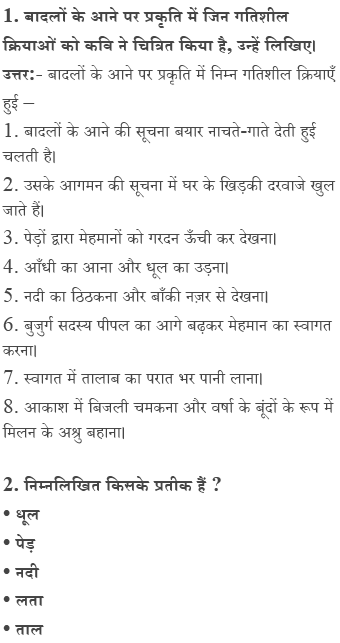 1. बादलों के आने पर प्रकृति में जिन गतिशील
क्रियाओं को कवि ने चित्रित किया है, उन्हें लिखिए।
उत्तर:- बादलों के आने पर प्रकृति में निम्न गतिशील क्रियाएँ
हुई –
1. बादलों के आने की सूचना बयार नाचते-गाते देती हुई
चलती है।
2. उसके आगमन की सूचना में घर के खिड़की दरवाजे खुल
जाते हैं।
3. पेड़ों द्वारा मेहमानों को गरदन ऊँची कर देखना।
4. आँधी का आना और धूल का उड़ना।
5. नदी का ठिठकना और बाँकी नज़र से देखना।
6. बुजुर्ग सदस्य पीपल का आगे बढ़कर मेहमान का स्वागत
करना।
7. स्वागत में तालाब का परात भर पानी लाना।
8. आकाश में बिजली चमकना और वर्षा के बूंदों के रूप में
मिलन के अश्रु बहाना।
2. निम्नलिखित किसके प्रतीक हैं ?
• धूल
• पेड़
• नदी
• लता
• ताल